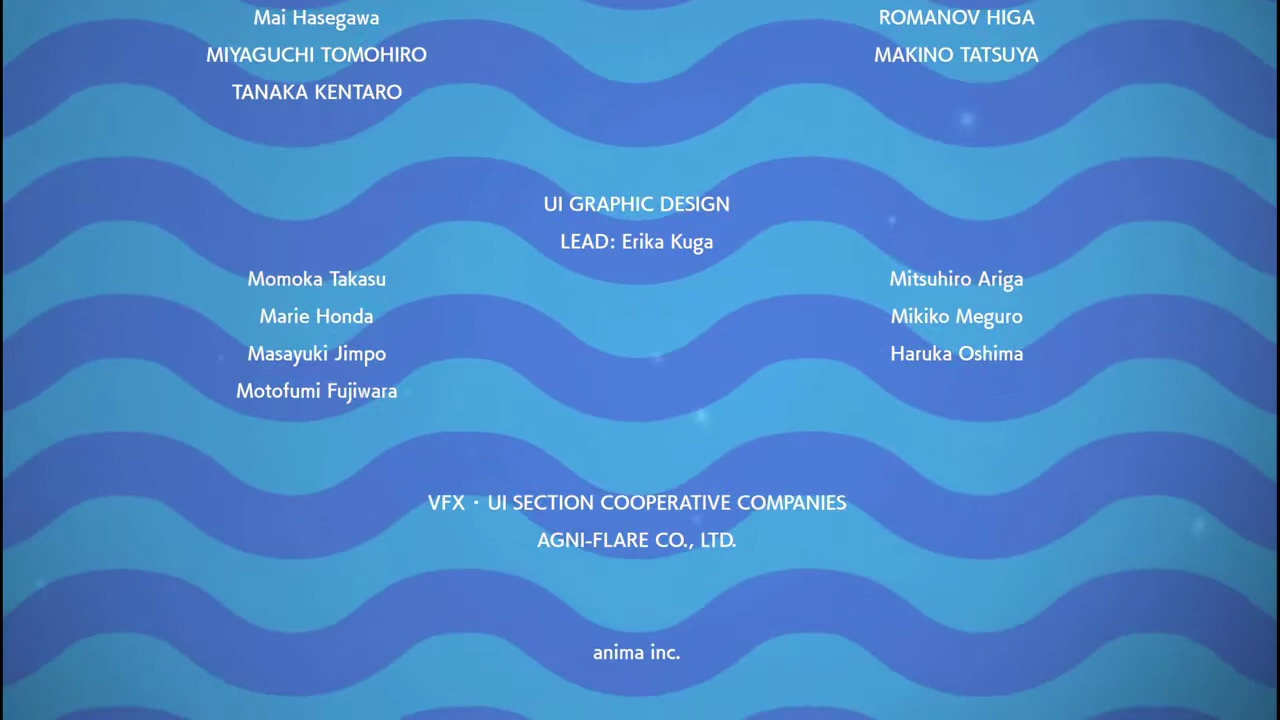 Mai Hasegawa
ROMANOV HIGA
MIYAGUCHI TOMOHIRO
MAKINO TATSUYA
TANAKA KENTARO
UI GRAPHIC DESIGN
LEAD: Erika Kuga
Momoka Takasu
Mitsuhiro Ariga
Marie Honda
Mikiko Meguro
Masayuki Jimpo
Haruka Oshima
Motofumi Fujiwara
VFX・UI SECTION COOPERATIVE COMPANIES
AGNI-FLARE CO., LTD.
anima inc.